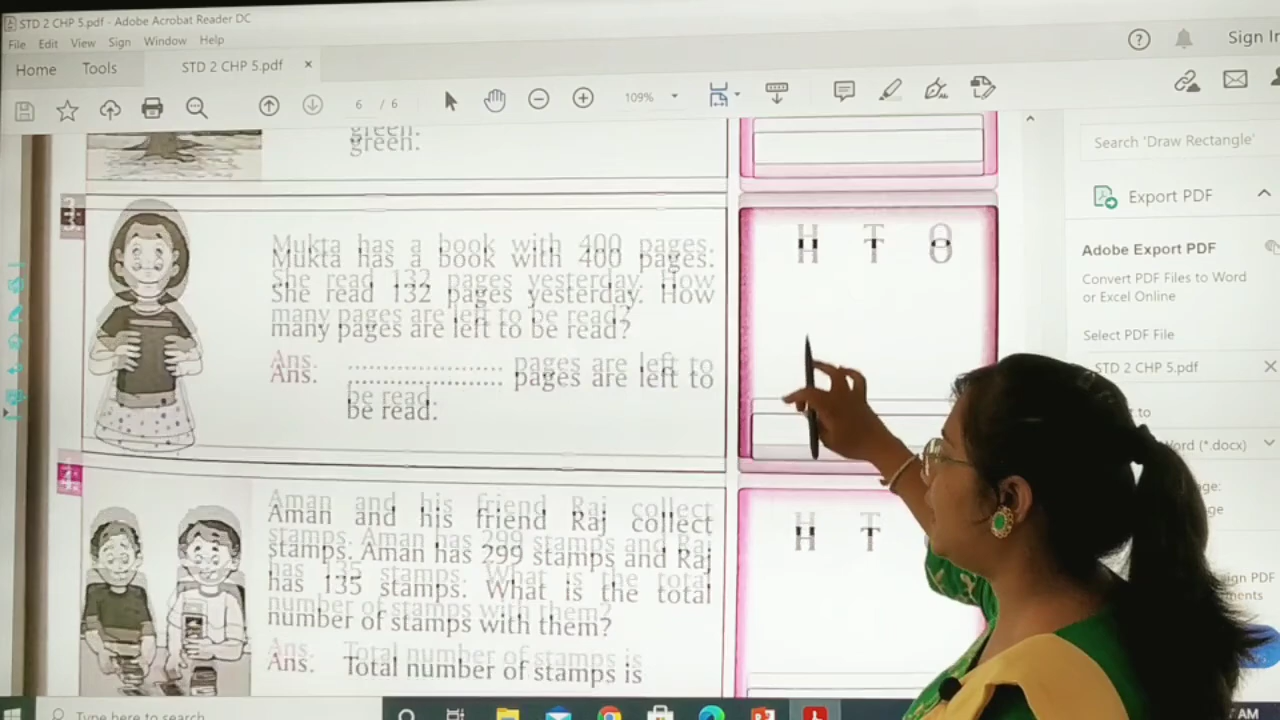 STD 2 CHP 5.pdf - Adobe Acrobat Reader DC
File Edit View Sign Window Help
Sign In
Home Tools STD 2 CHP 5.pdf ×
6 / 6 109%
green.
Search 'Draw Rectangle'
Export PDF
Adobe Export PDF
Convert PDF Files to Word
or Excel Online
Select PDF File
STD 2 CHP 5.pdf
3.
Mukta has a book with 400 pages.
She read 132 pages yesterday. How
many pages are left to be read?
Ans. ...................... pages are left to
be read.
H T O
4.
Aman and his friend Raj collect
stamps. Aman has 299 stamps and Raj
has 135 stamps. What is the total
number of stamps with them?
Ans. Total number of stamps is
H T
Word (*.docx)
Type here to search
AM